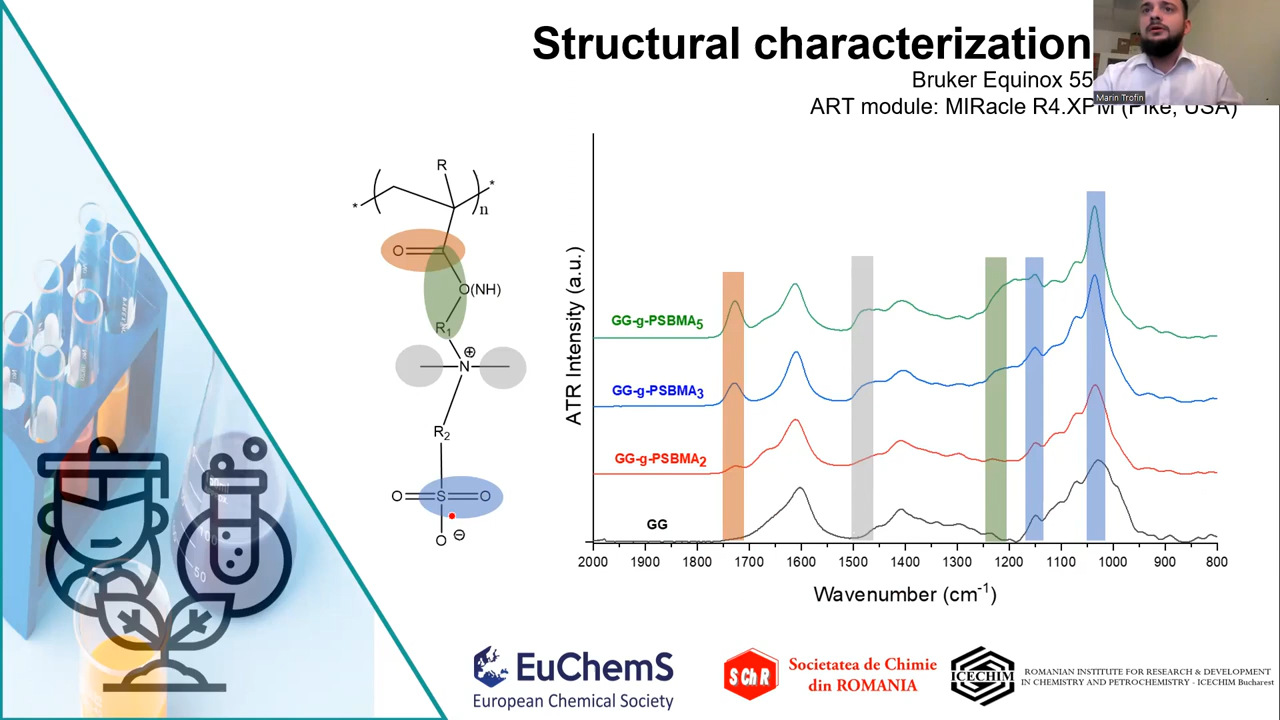 Structural characterization
Bruker Equinox 55
ART module: MIRacle R4.XPM (Pike, USA)
Marin Trofin
R
* ( ) *
n
O
O(NH)
R1
⊕
N
R2
O S O
O ⊖
ATR Intensity (a.u.)
GG-g-PSBMA5
GG-g-PSBMA3
GG-g-PSBMA2
GG
2000 1900 1800 1700 1600 1500 1400 1300 1200 1100 1000 900 800
Wavenumber (cm-1)
EuChemS
European Chemical Society
SChR
Societatea de Chimie
din ROMANIA
ICECHIM
ROMANIAN INSTITUTE FOR RESEARCH & DEVELOPMENT
IN CHEMISTRY AND PETROCHEMISTRY - ICECHIM Bucharest